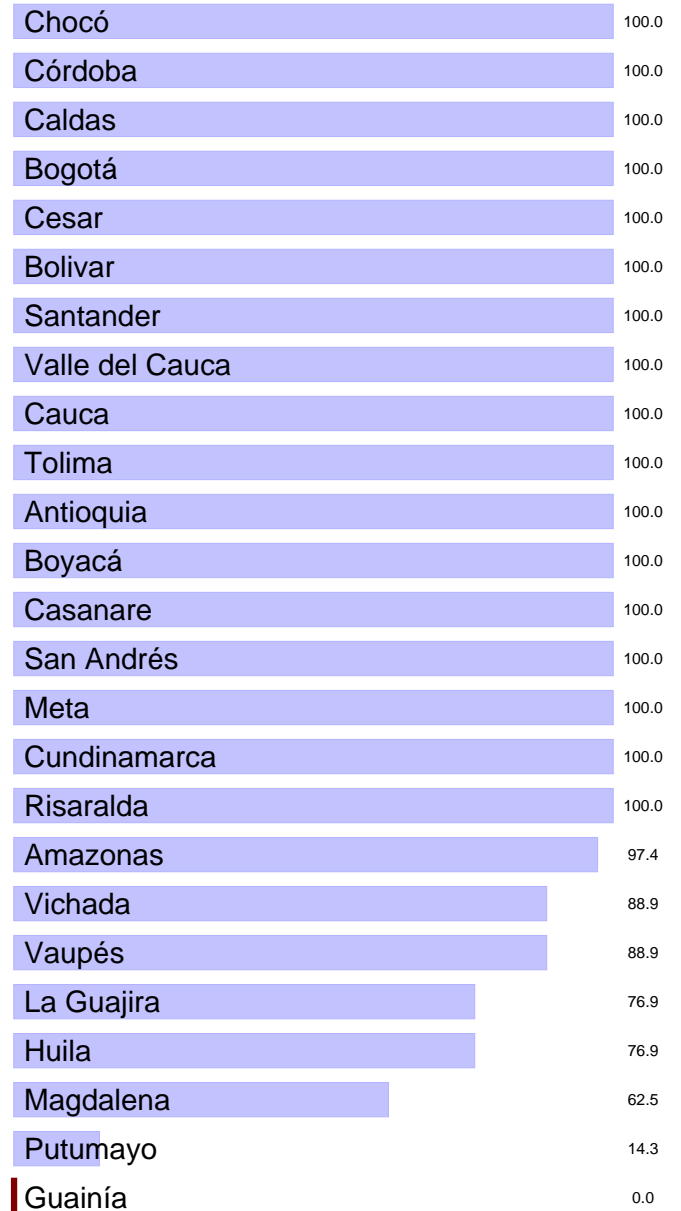 Chocó 100.0
Córdoba 100.0
Caldas 100.0
Bogotá 100.0
Cesar 100.0
Bolivar 100.0
Santander 100.0
Valle del Cauca 100.0
Cauca 100.0
Tolima 100.0
Antioquia 100.0
Boyacá 100.0
Casanare 100.0
San Andrés 100.0
Meta 100.0
Cundinamarca 100.0
Risaralda 100.0
Amazonas 97.4
Vichada 88.9
Vaupés 88.9
La Guajira 76.9
Huila 76.9
Magdalena 62.5
Putumayo 14.3
Guainía 0.0